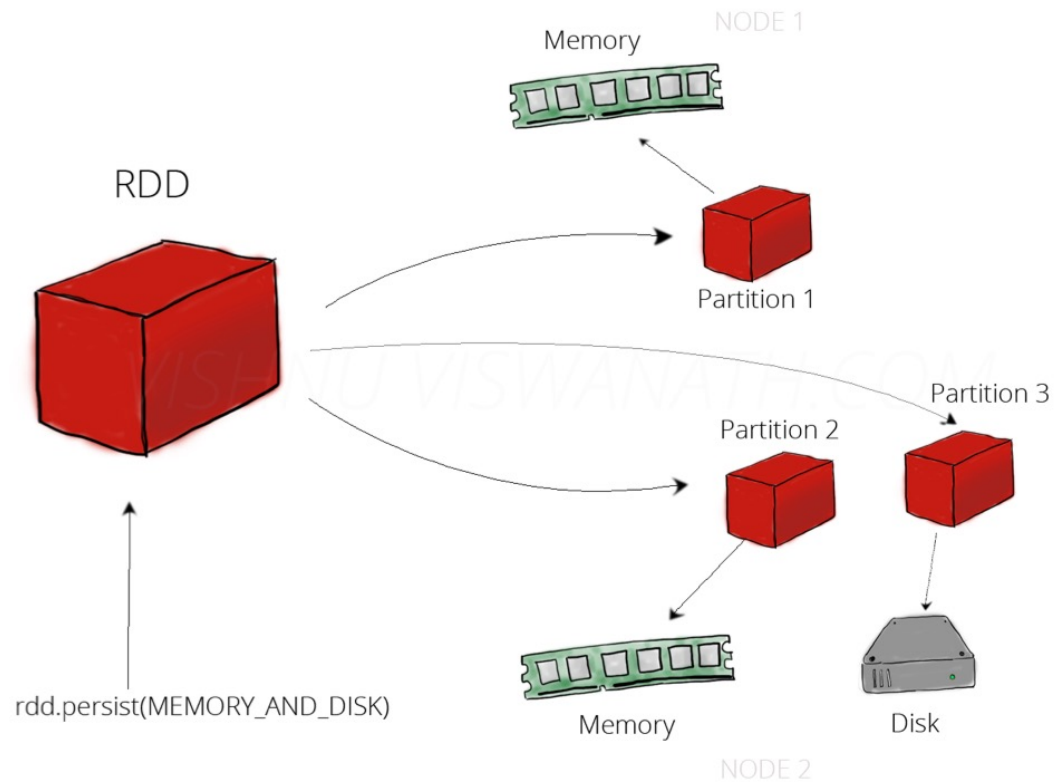 NODE 1
Memory
RDD
Partition 1
VISHNU VISWANATH.COM
Partition 3
Partition 2
rdd.persist(MEMORY_AND_DISK)
Memory
Disk
NODE 2